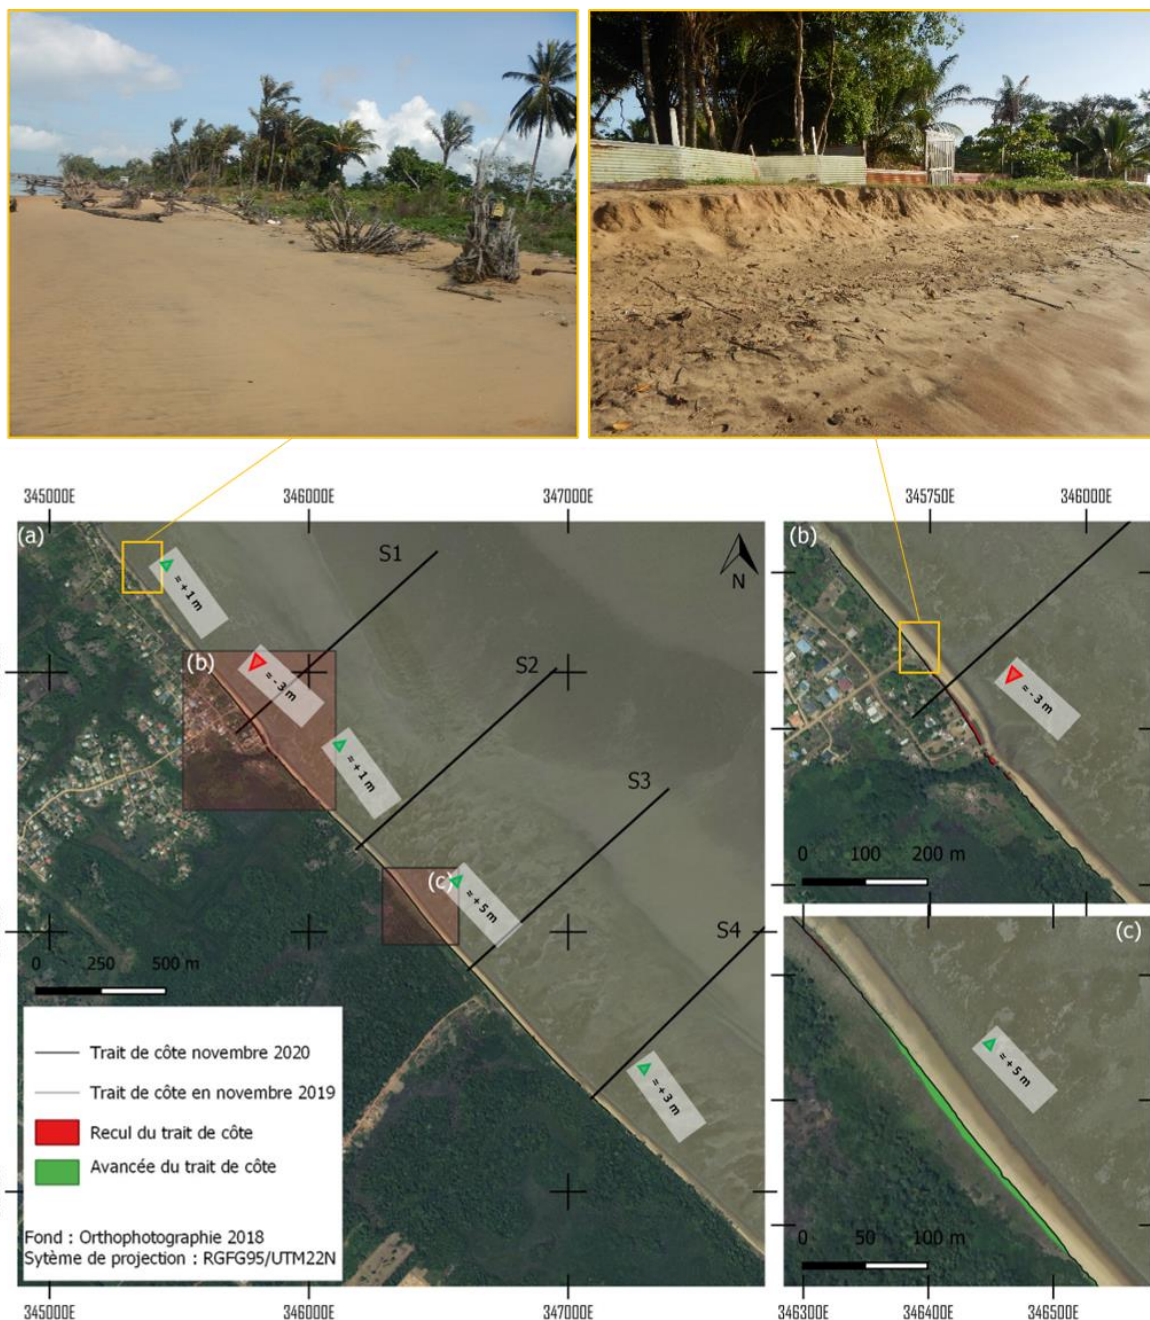 345000E
346000E
347000E
345750E
346000E
(a)
S1
N
(b)
≈ + 1 m
S2
(b)
≈ - 3 m
≈ - 3 m
≈ + 1 m
S3
0
100
200 m
(c)
≈ + 5 m
S4
(c)
0
250
500 m
Trait de côte novembre 2020
Trait de côte en novembre 2019
Recul du trait de côte
Avancée du trait de côte
Fond : Orthophotographie 2018
Sytème de projection : RGFG95/UTM22N
≈ +3 m
≈ + 5 m
0
50
100 m
345000E
346000E
347000E
346300E
346400E
346500E